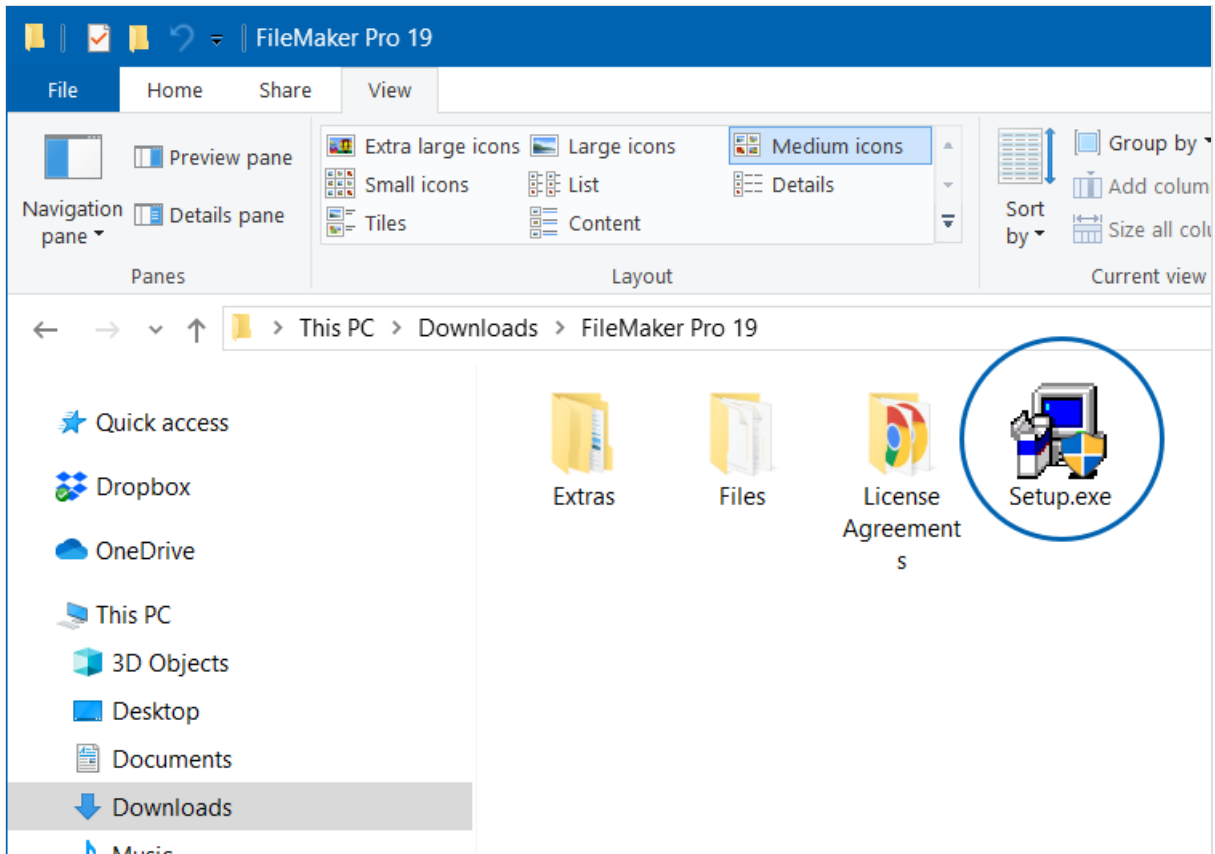 FileMaker Pro 19
File Home Share View
Navigation pane
Preview pane
Details pane
Panes
Extra large icons Large icons Medium icons
Small icons List Details
Tiles Content
Layout
Sort by
Group by
Add colum
Size all colu
Current view
This PC > Downloads > FileMaker Pro 19
Quick access
Dropbox
OneDrive
This PC
3D Objects
Desktop
Documents
Downloads
Music
Extras
Files
License
Agreement
s
Setup.exe